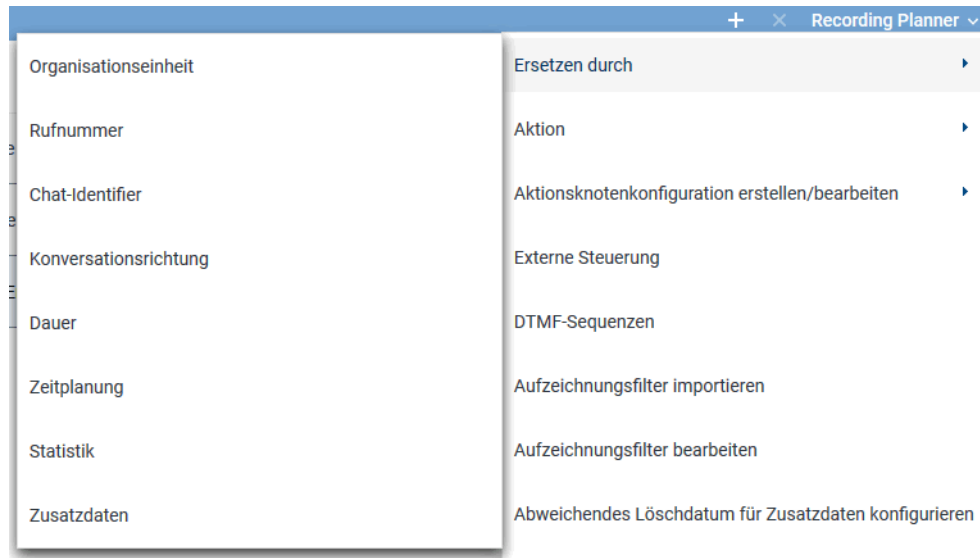 Recording Planner
Organisationseinheit
Rufnummer
Chat-Identifier
Konversationsrichtung
Dauer
Zeitplanung
Statistik
Zusatzdaten
Ersetzen durch
Aktion
Aktionsknotenkonfiguration erstellen/bearbeiten
Externe Steuerung
DTMF-Sequenzen
Aufzeichnungsfilter importieren
Aufzeichnungsfilter bearbeiten
Abweichendes Löschdatum für Zusatzdaten konfigurieren